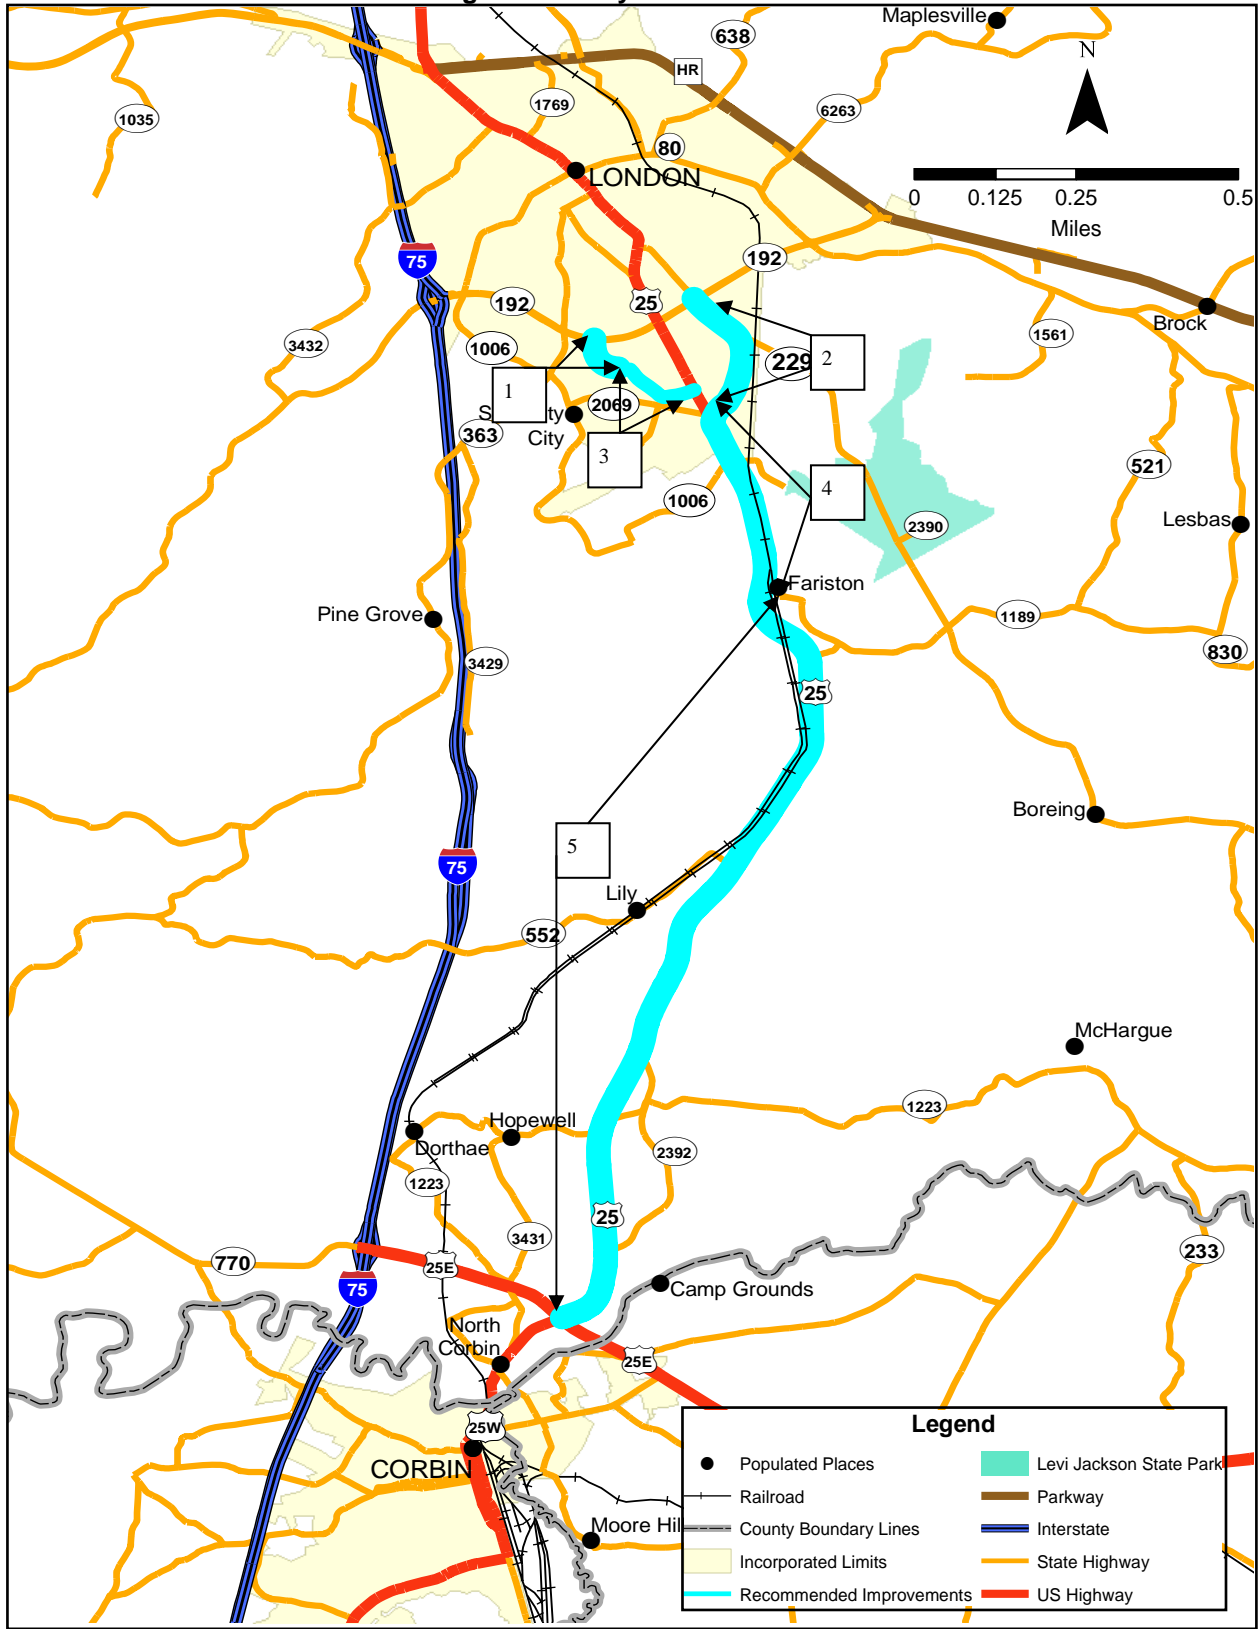 Maplesville
638
N
HR
1769
6263
1035
80
LONDON
0 0.125 0.25 0.5
Miles
192
75
192
25
Brock
1561
3432
1006
229
2
1
2069
City
363
3
521
1006
4
2390
Lesbas
Fariston
Pine Grove
1189
830
3429
25
Boreing
5
75
Lily
552
McHargue
1223
Hopewell
Dorthae
2392
1223
25
3431
233
770
25E
75
Camp Grounds
North
Corbin
25E
25W
CORBIN
Moore Hil
Legend
Populated Places
Levi Jackson State Park
Railroad
Parkway
County Boundary Lines
Interstate
Incorporated Limits
State Highway
Recommended Improvements
US Highway